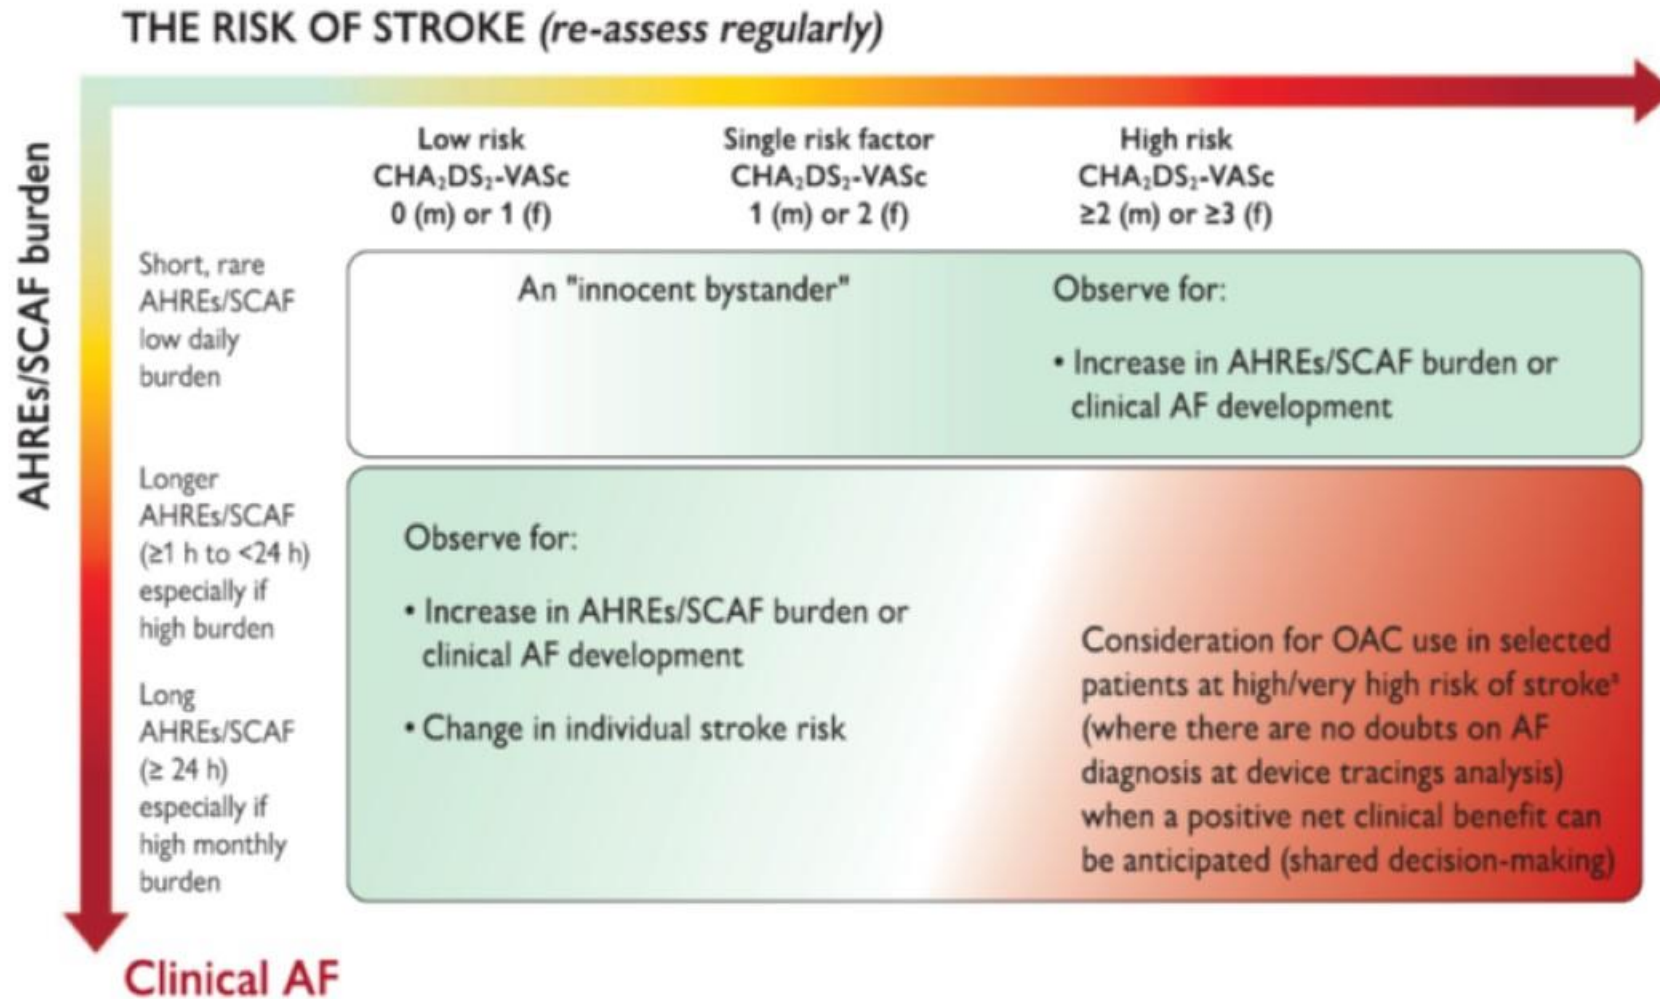 THE RISK OF STROKE (re-assess regularly)
AHREs/SCAF burden
Low risk
CHA₂DS₂-VASc
0 (m) or 1 (f)
Single risk factor
CHA₂DS₂-VASc
1 (m) or 2 (f)
High risk
CHA₂DS₂-VASc
≥2 (m) or ≥3 (f)
Short, rare
AHREs/SCAF
low daily
burden
An "innocent bystander"
Observe for:
• Increase in AHREs/SCAF burden or
clinical AF development
Longer
AHREs/SCAF
(≥1 h to <24 h)
especially if
high burden
Long
AHREs/SCAF
(≥ 24 h)
especially if
high monthly
burden
Observe for:
• Increase in AHREs/SCAF burden or
clinical AF development
• Change in individual stroke risk
Consideration for OAC use in selected
patients at high/very high risk of strokeᵃ
(where there are no doubts on AF
diagnosis at device tracings analysis)
when a positive net clinical benefit can
be anticipated (shared decision-making)
Clinical AF